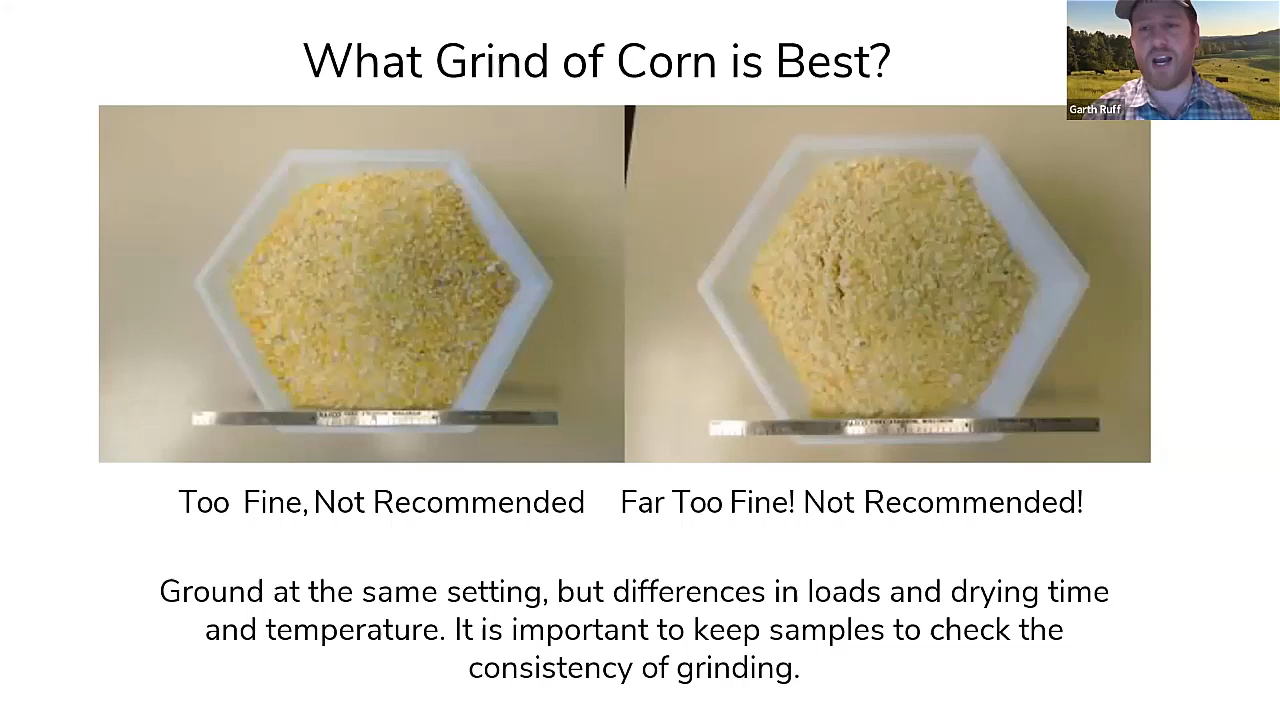 What Grind of Corn is Best?
Garth Ruff
Too Fine, Not Recommended
Far Too Fine! Not Recommended!
Ground at the same setting, but differences in loads and drying time
and temperature. It is important to keep samples to check the
consistency of grinding.